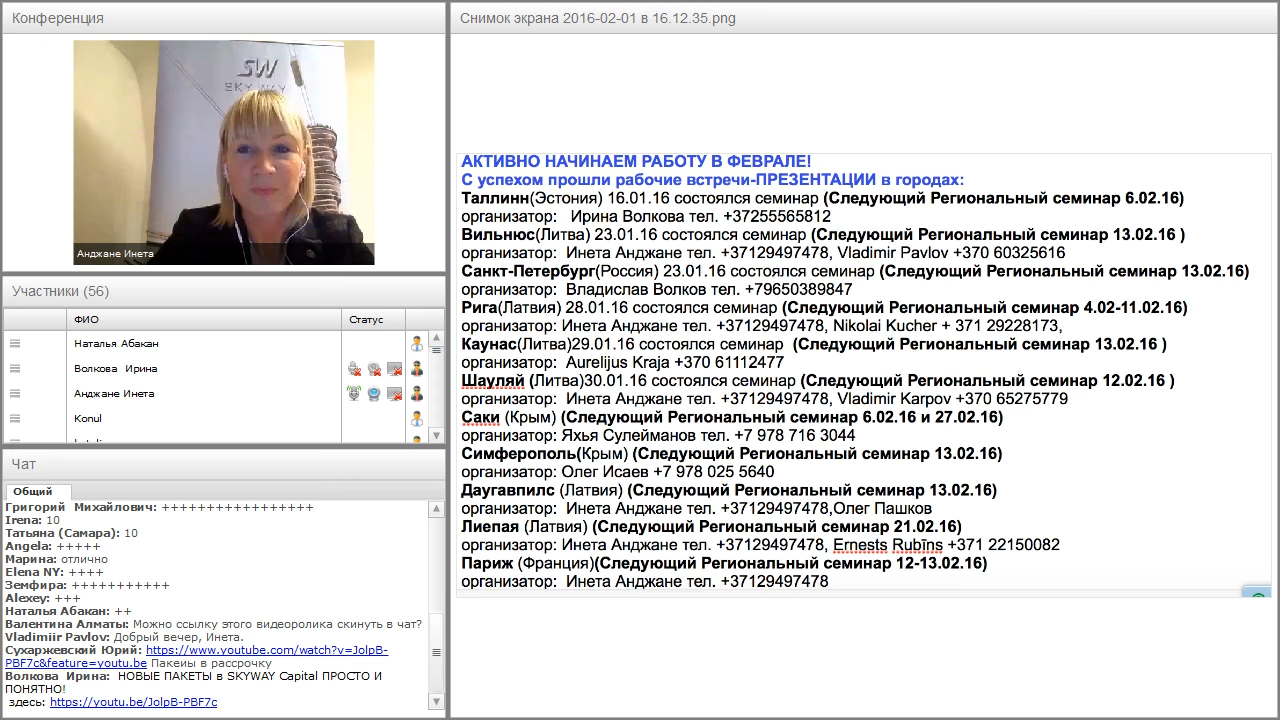 Конференция
SW
SKY WAY
Анджане Инета
Участники (56)
ФИО Статус
Наталья Абакан
Волкова Ирина
Анджане Инета
Konul
Чат
Общий
Григорий Михайлович: +++++++++++++++++
Irena: 10
Татьяна (Самара): 10
Angela: +++++
Марина: отлично
Elena NY: ++++
Земфира: +++++++++++
Alexey: +++
Наталья Абакан: ++
Валентина Алматы: Можно ссылку этого видеоролика скинуть в чат?
Vladimiir Pavlov: Добрый вечер, Инета.
Сухаржевский Юрий: https://www.youtube.com/watch?v=JolpB-
PBF7c&feature=youtu.be Пакеиы в рассрочку
Волкова Ирина: НОВЫЕ ПАКЕТЫ в SKYWAY Capital ПРОСТО И
ПОНЯТНО!
здесь: https://youtu.be/JolpB-PBF7c
Снимок экрана 2016-02-01 в 16.12.35.png
АКТИВНО НАЧИНАЕМ РАБОТУ В ФЕВРАЛЕ!
С успехом прошли рабочие встречи-ПРЕЗЕНТАЦИИ в городах:
Таллинн(Эстония) 16.01.16 состоялся семинар (Следующий Региональный семинар 6.02.16)
организатор: Ирина Волкова тел. +37255565812
Вильнюс(Литва) 23.01.16 состоялся семинар (Следующий Региональный семинар 13.02.16 )
организатор: Инета Анджане тел. +37129497478, Vladimir Pavlov +370 60325616
Санкт-Петербург(Россия) 23.01.16 состоялся семинар (Следующий Региональный семинар 13.02.16)
организатор: Владислав Волков тел. +79650389847
Рига(Латвия) 28.01.16 состоялся семинар (Следующий Региональный семинар 4.02-11.02.16)
организатор: Инета Анджане тел. +37129497478, Nikolai Kucher + 371 29228173,
Каунас(Литва)29.01.16 состоялся семинар (Следующий Региональный семинар 13.02.16 )
организатор: Aurelijus Kraja +370 61112477
Шауляй (Литва)30.01.16 состоялся семинар (Следующий Региональный семинар 12.02.16 )
организатор: Инета Анджане тел. +37129497478, Vladimir Karpov +370 65275779
Саки (Крым) (Следующий Региональный семинар 6.02.16 и 27.02.16)
организатор: Яхья Сулейманов тел. +7 978 716 3044
Симферополь(Крым) (Следующий Региональный семинар 13.02.16)
организатор: Олег Исаев +7 978 025 5640
Даугавпилс (Латвия) (Следующий Региональный семинар 13.02.16)
организатор: Инета Анджане тел. +37129497478,Олег Пашков
Лиепая (Латвия) (Следующий Региональный семинар 21.02.16)
организатор: Инета Анджане тел. +37129497478, Ernests Rubīns +371 22150082
Париж (Франция)(Следующий Региональный семинар 12-13.02.16)
организатор: Инета Анджане тел. +37129497478